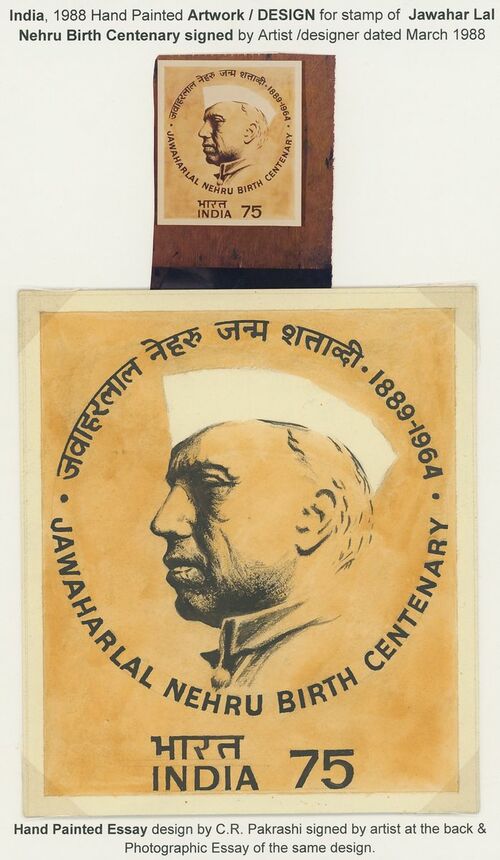 India, 1988 Hand Painted Artwork / DESIGN for stamp of Jawahar Lal
Nehru Birth Centenary signed by Artist /designer dated March 1988
जवाहरलाल नेहरु जन्म शताब्दी · 1889-1964 ·
JAWAHARLAL NEHRU BIRTH CENTENARY
भारत
INDIA 75
जवाहरलाल नेहरु जन्म शताब्दी · 1889-1964 ·
JAWAHARLAL NEHRU BIRTH CENTENARY
भारत
INDIA 75
Hand Painted Essay design by C.R. Pakrashi signed by artist at the back &
Photographic Essay of the same design.